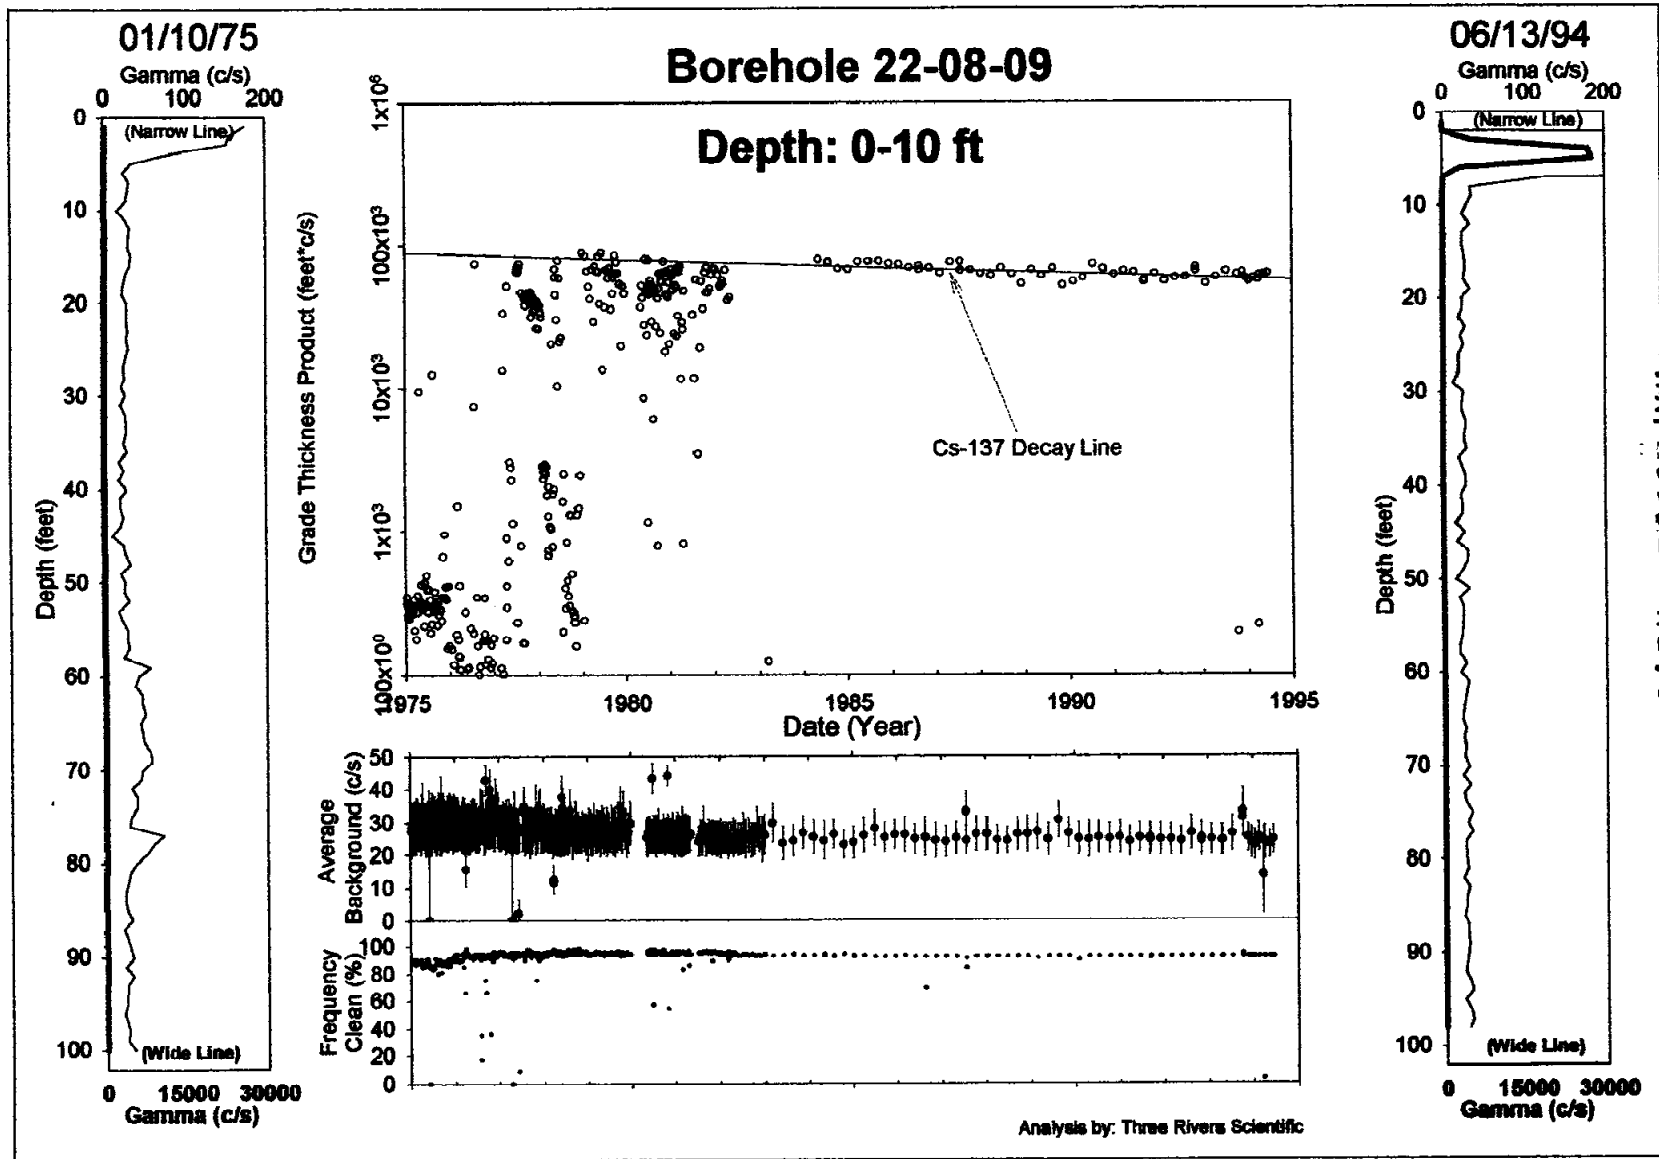 01/10/75
Gamma (c/s)
0 100 200
(Narrow Line)
0
10
20
30
40
50
60
70
80
90
100
Depth (feet)
(Wide Line)
0 15000 30000
Gamma (c/s)
Borehole 22-08-09
Depth: 0-10 ft
Grade Thickness Product (feet*c/s)
1x10⁶
100x10³
10x10³
1x10³
100x10⁰
Cs-137 Decay Line
1975 1980 1985 1990 1995
Date (Year)
Average
Background (c/s)
50
40
30
20
10
0
Frequency
Clean (%)
100
80
60
40
20
0
Analysis by: Three Rivers Scientific
06/13/94
Gamma (c/s)
0 100 200
(Narrow Line)
0
10
20
30
40
50
60
70
80
90
100
Depth (feet)
(Wide Line)
0 15000 30000
Gamma (c/s)